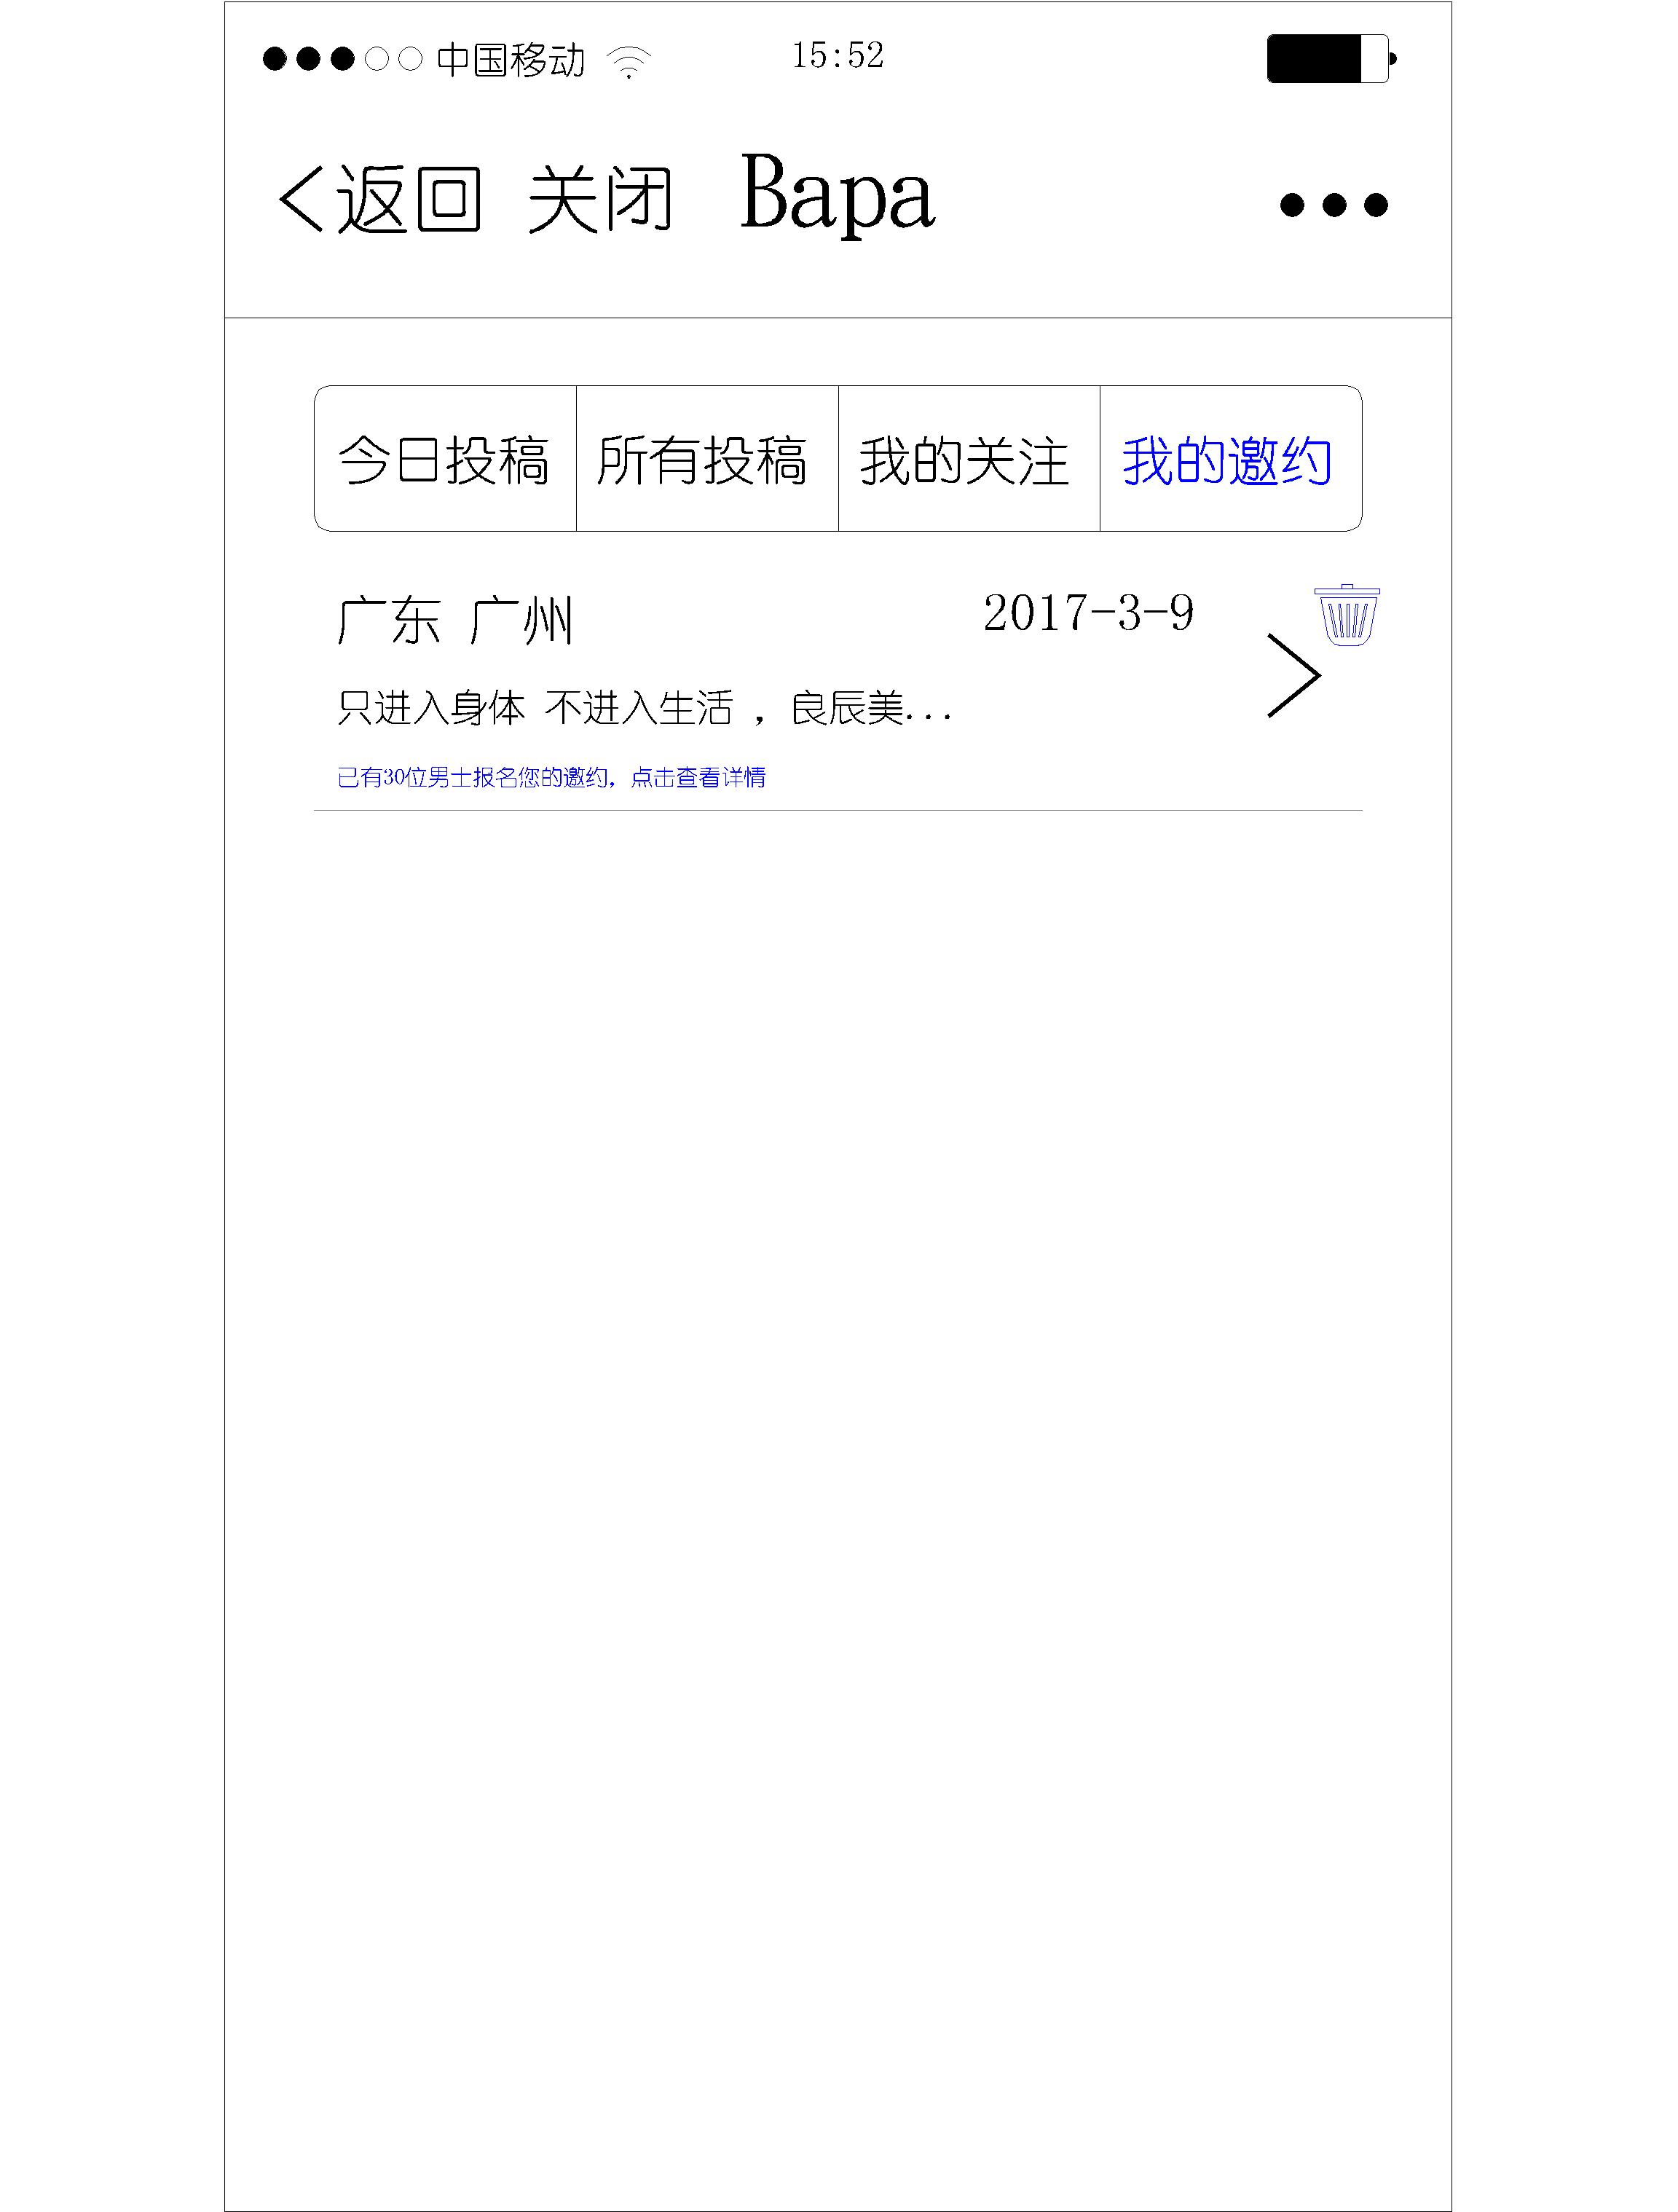 中国移动 15:52
返回 关闭 Bapa
今日投稿 所有投稿 我的关注 我的邀约
广东 广州 2017-3-9
只进入身体 不进入生活 ，良辰美...
已有30位男士报名您的邀约，点击查看详情